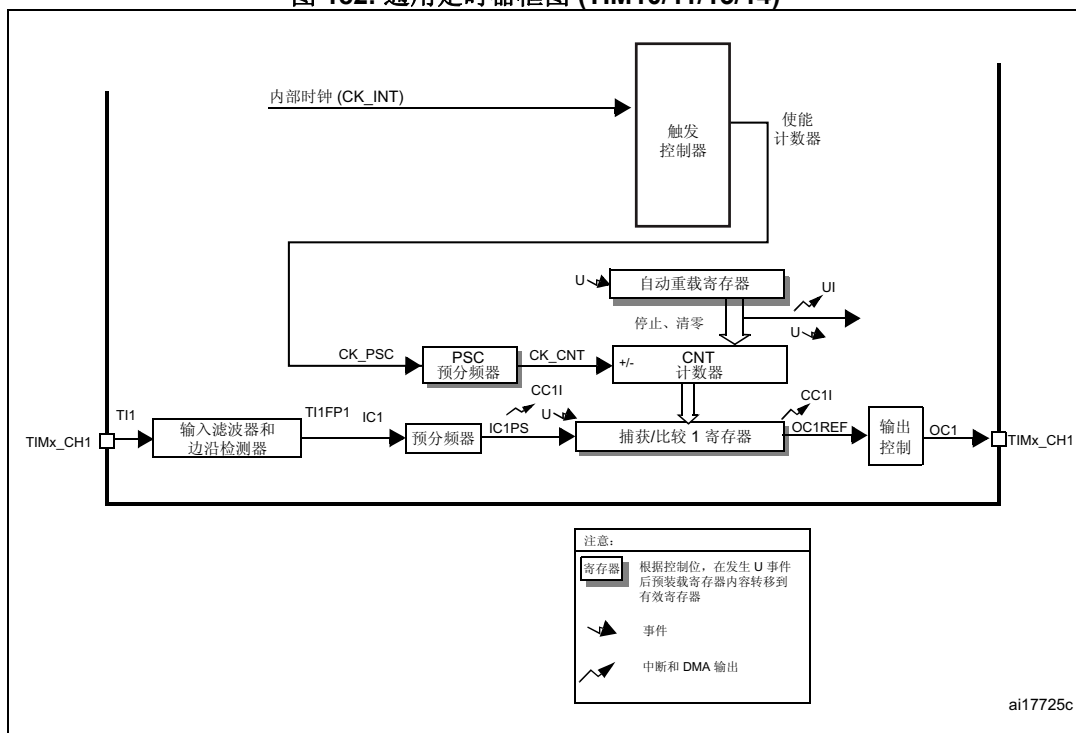 内部时钟 (CK_INT)
触发
控制器
使能
计数器
U
自动重载寄存器
UI
停止、清零
U
CK_PSC
PSC
预分频器
CK_CNT
+/-
CNT
计数器
CC1I
CC1I
TIMx_CH1
TI1
输入滤波器和
边沿检测器
TI1FP1
IC1
预分频器
IC1PS
U
捕获/比较 1 寄存器
OC1REF
输出
控制
OC1
TIMx_CH1
注意：
寄存器
根据控制位，在发生 U 事件
后预装载寄存器内容转移到
有效寄存器
事件
中断和 DMA 输出
ai17725c